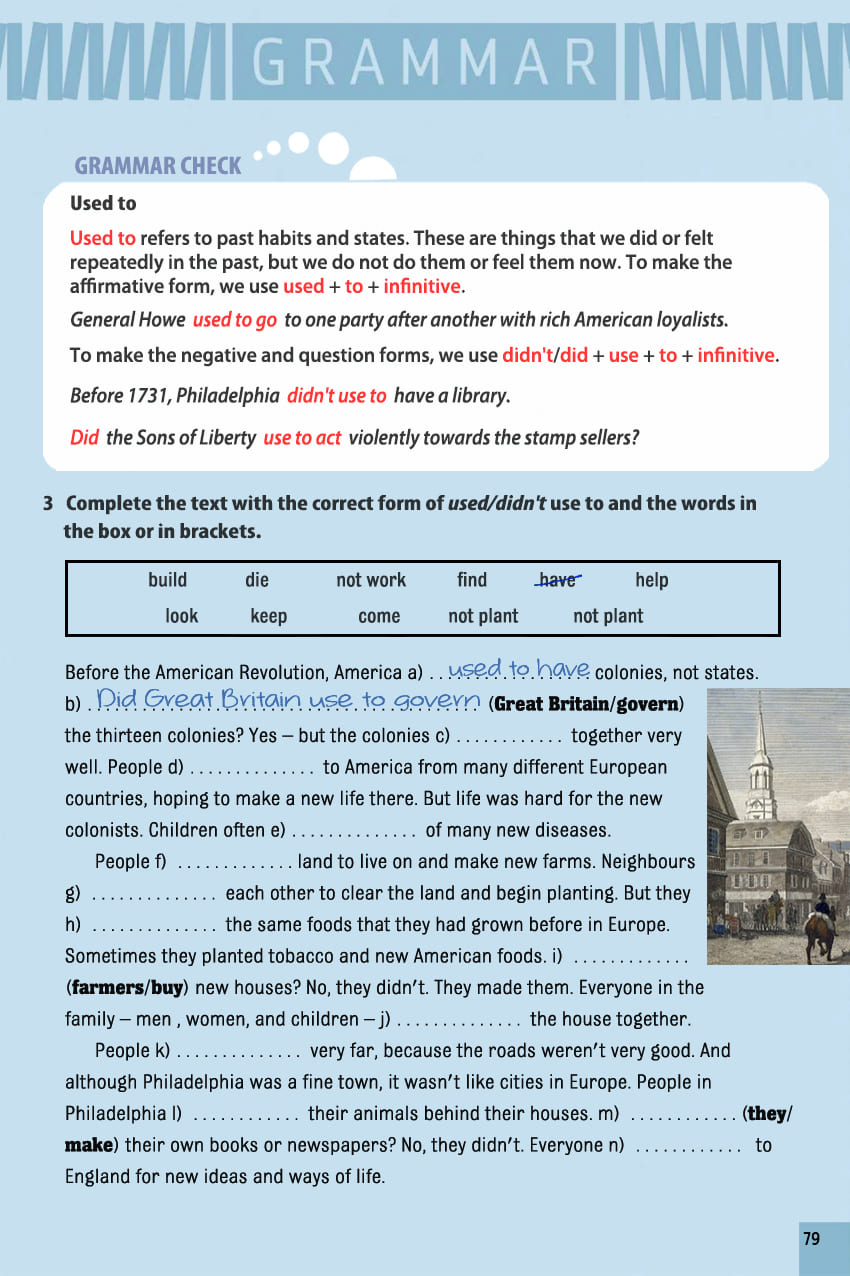 GRAMMAR
GRAMMAR CHECK
Used to
Used to refers to past habits and states. These are things that we did or felt
repeatedly in the past, but we do not do them or feel them now. To make the
affirmative form, we use used + to + infinitive.
General Howe used to go to one party after another with rich American loyalists.
To make the negative and question forms, we use didn't/did + use + to + infinitive.
Before 1731, Philadelphia didn't use to have a library.
Did the Sons of Liberty use to act violently towards the stamp sellers?
3 Complete the text with the correct form of used/didn't use to and the words in
the box or in brackets.
build die not work find have help
look keep come not plant not plant
Before the American Revolution, America a) . . used to have colonies, not states.
b) . Did Great Britain use to govern (Great Britain/govern)
the thirteen colonies? Yes – but the colonies c) . . . . . . . . . . . . together very
well. People d) . . . . . . . . . . . . . . to America from many different European
countries, hoping to make a new life there. But life was hard for the new
colonists. Children often e) . . . . . . . . . . . . . . of many new diseases.
People f) . . . . . . . . . . . . . land to live on and make new farms. Neighbours
g) . . . . . . . . . . . . . . each other to clear the land and begin planting. But they
h) . . . . . . . . . . . . . . the same foods that they had grown before in Europe.
Sometimes they planted tobacco and new American foods. i) . . . . . . . . . . . . .
(farmers/buy) new houses? No, they didn't. They made them. Everyone in the
family – men , women, and children – j) . . . . . . . . . . . . . . the house together.
People k) . . . . . . . . . . . . . . very far, because the roads weren't very good. And
although Philadelphia was a fine town, it wasn't like cities in Europe. People in
Philadelphia l) . . . . . . . . . . . . their animals behind their houses. m) . . . . . . . . . . . . (they/
make) their own books or newspapers? No, they didn't. Everyone n) . . . . . . . . . . . . to
England for new ideas and ways of life.
79